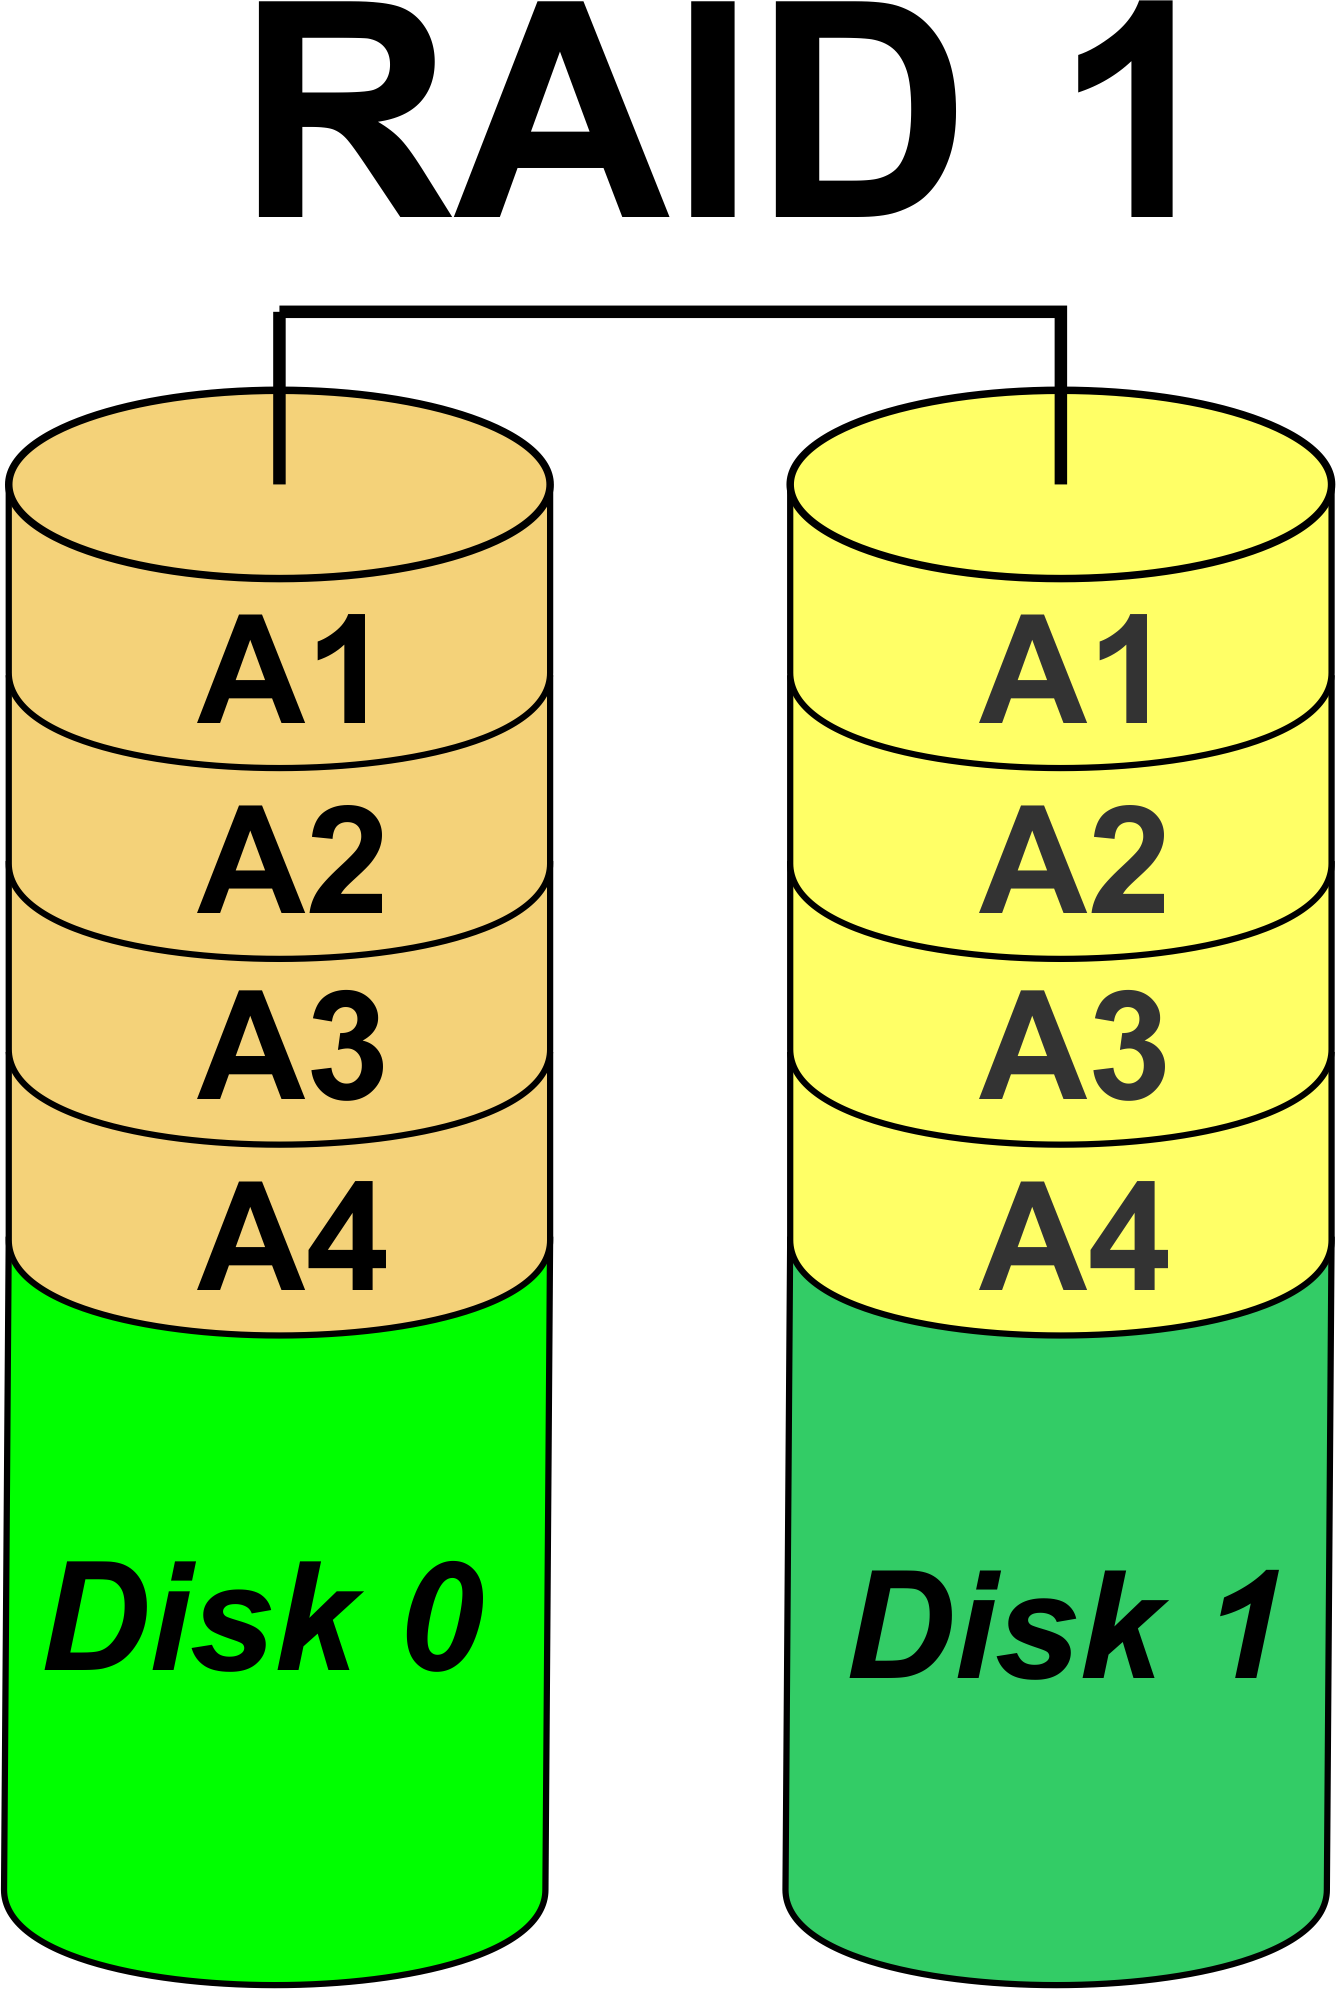 RAID 1
A1 A1
A2 A2
A3 A3
A4 A4
Disk 0 Disk 1